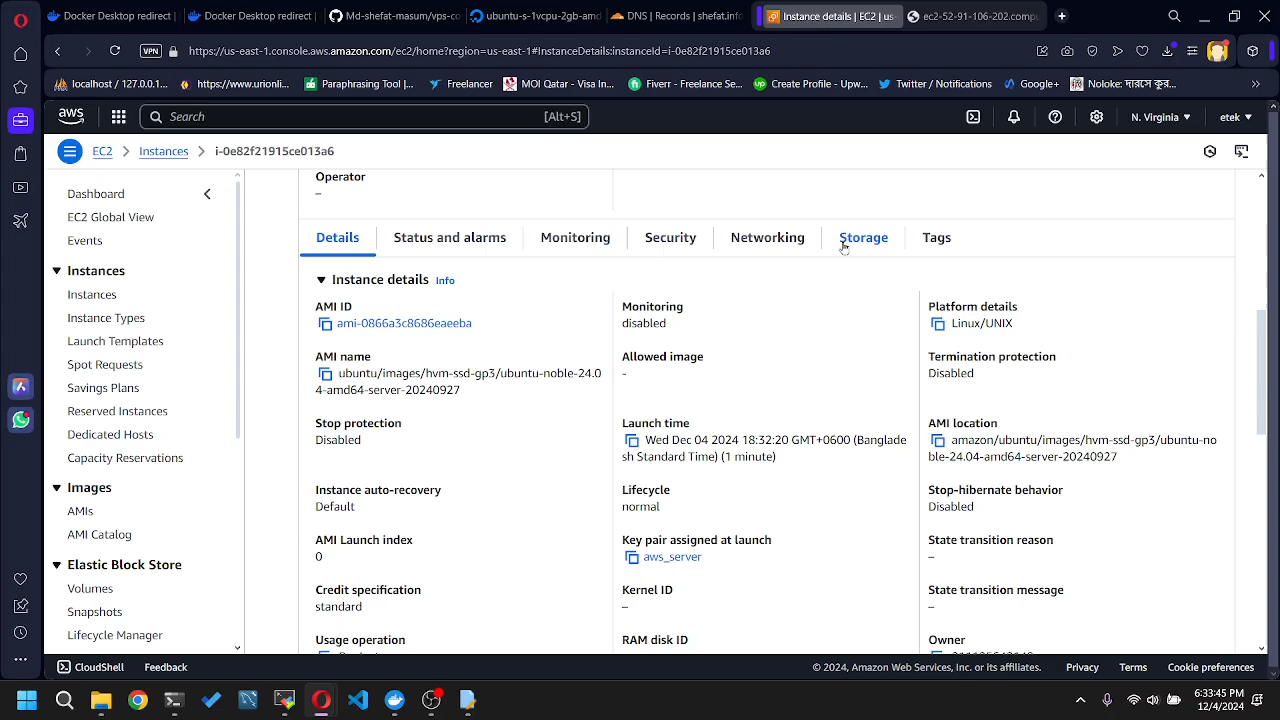 Docker Desktop redirect
Docker Desktop redirect
Md-shefat-masum/vps-co
ubuntu-s-1vcpu-2gb-amd
DNS | Records | shefat.info
Instance details | EC2 | us-
ec2-52-91-106-202.compu
VPN
https://us-east-1.console.aws.amazon.com/ec2/home?region=us-east-1#InstanceDetails:instanceId=i-0e82f21915ce013a6
localhost / 127.0.0.1...
https://www.urionli...
Paraphrasing Tool |...
Freelancer
MOI Qatar - Visa In...
Fiverr - Freelance Se...
Create Profile - Upw...
Twitter / Notifications
Google+
aws
Search
[Alt+S]
N. Virginia
etek
EC2
Instances
i-0e82f21915ce013a6
Dashboard
EC2 Global View
Events
Instances
Instances
Instance Types
Launch Templates
Spot Requests
Savings Plans
Reserved Instances
Dedicated Hosts
Capacity Reservations
Images
AMIs
AMI Catalog
Elastic Block Store
Volumes
Snapshots
Lifecycle Manager
Operator
–
Details
Status and alarms
Monitoring
Security
Networking
Storage
Tags
Instance details Info
AMI ID
ami-0866a3c8686eaeeba
Monitoring
disabled
Platform details
Linux/UNIX
AMI name
ubuntu/images/hvm-ssd-gp3/ubuntu-noble-24.0
4-amd64-server-20240927
Allowed image
-
Termination protection
Disabled
Stop protection
Disabled
Launch time
Wed Dec 04 2024 18:32:20 GMT+0600 (Banglade
sh Standard Time) (1 minute)
AMI location
amazon/ubuntu/images/hvm-ssd-gp3/ubuntu-no
ble-24.04-amd64-server-20240927
Instance auto-recovery
Default
Lifecycle
normal
Stop-hibernate behavior
Disabled
AMI Launch index
0
Key pair assigned at launch
aws_server
State transition reason
–
Credit specification
standard
Kernel ID
–
State transition message
–
Usage operation
RAM disk ID
Owner
CloudShell
Feedback
© 2024, Amazon Web Services, Inc. or its affiliates.
Privacy
Terms
Cookie preferences
6:33:45 PM
12/4/2024